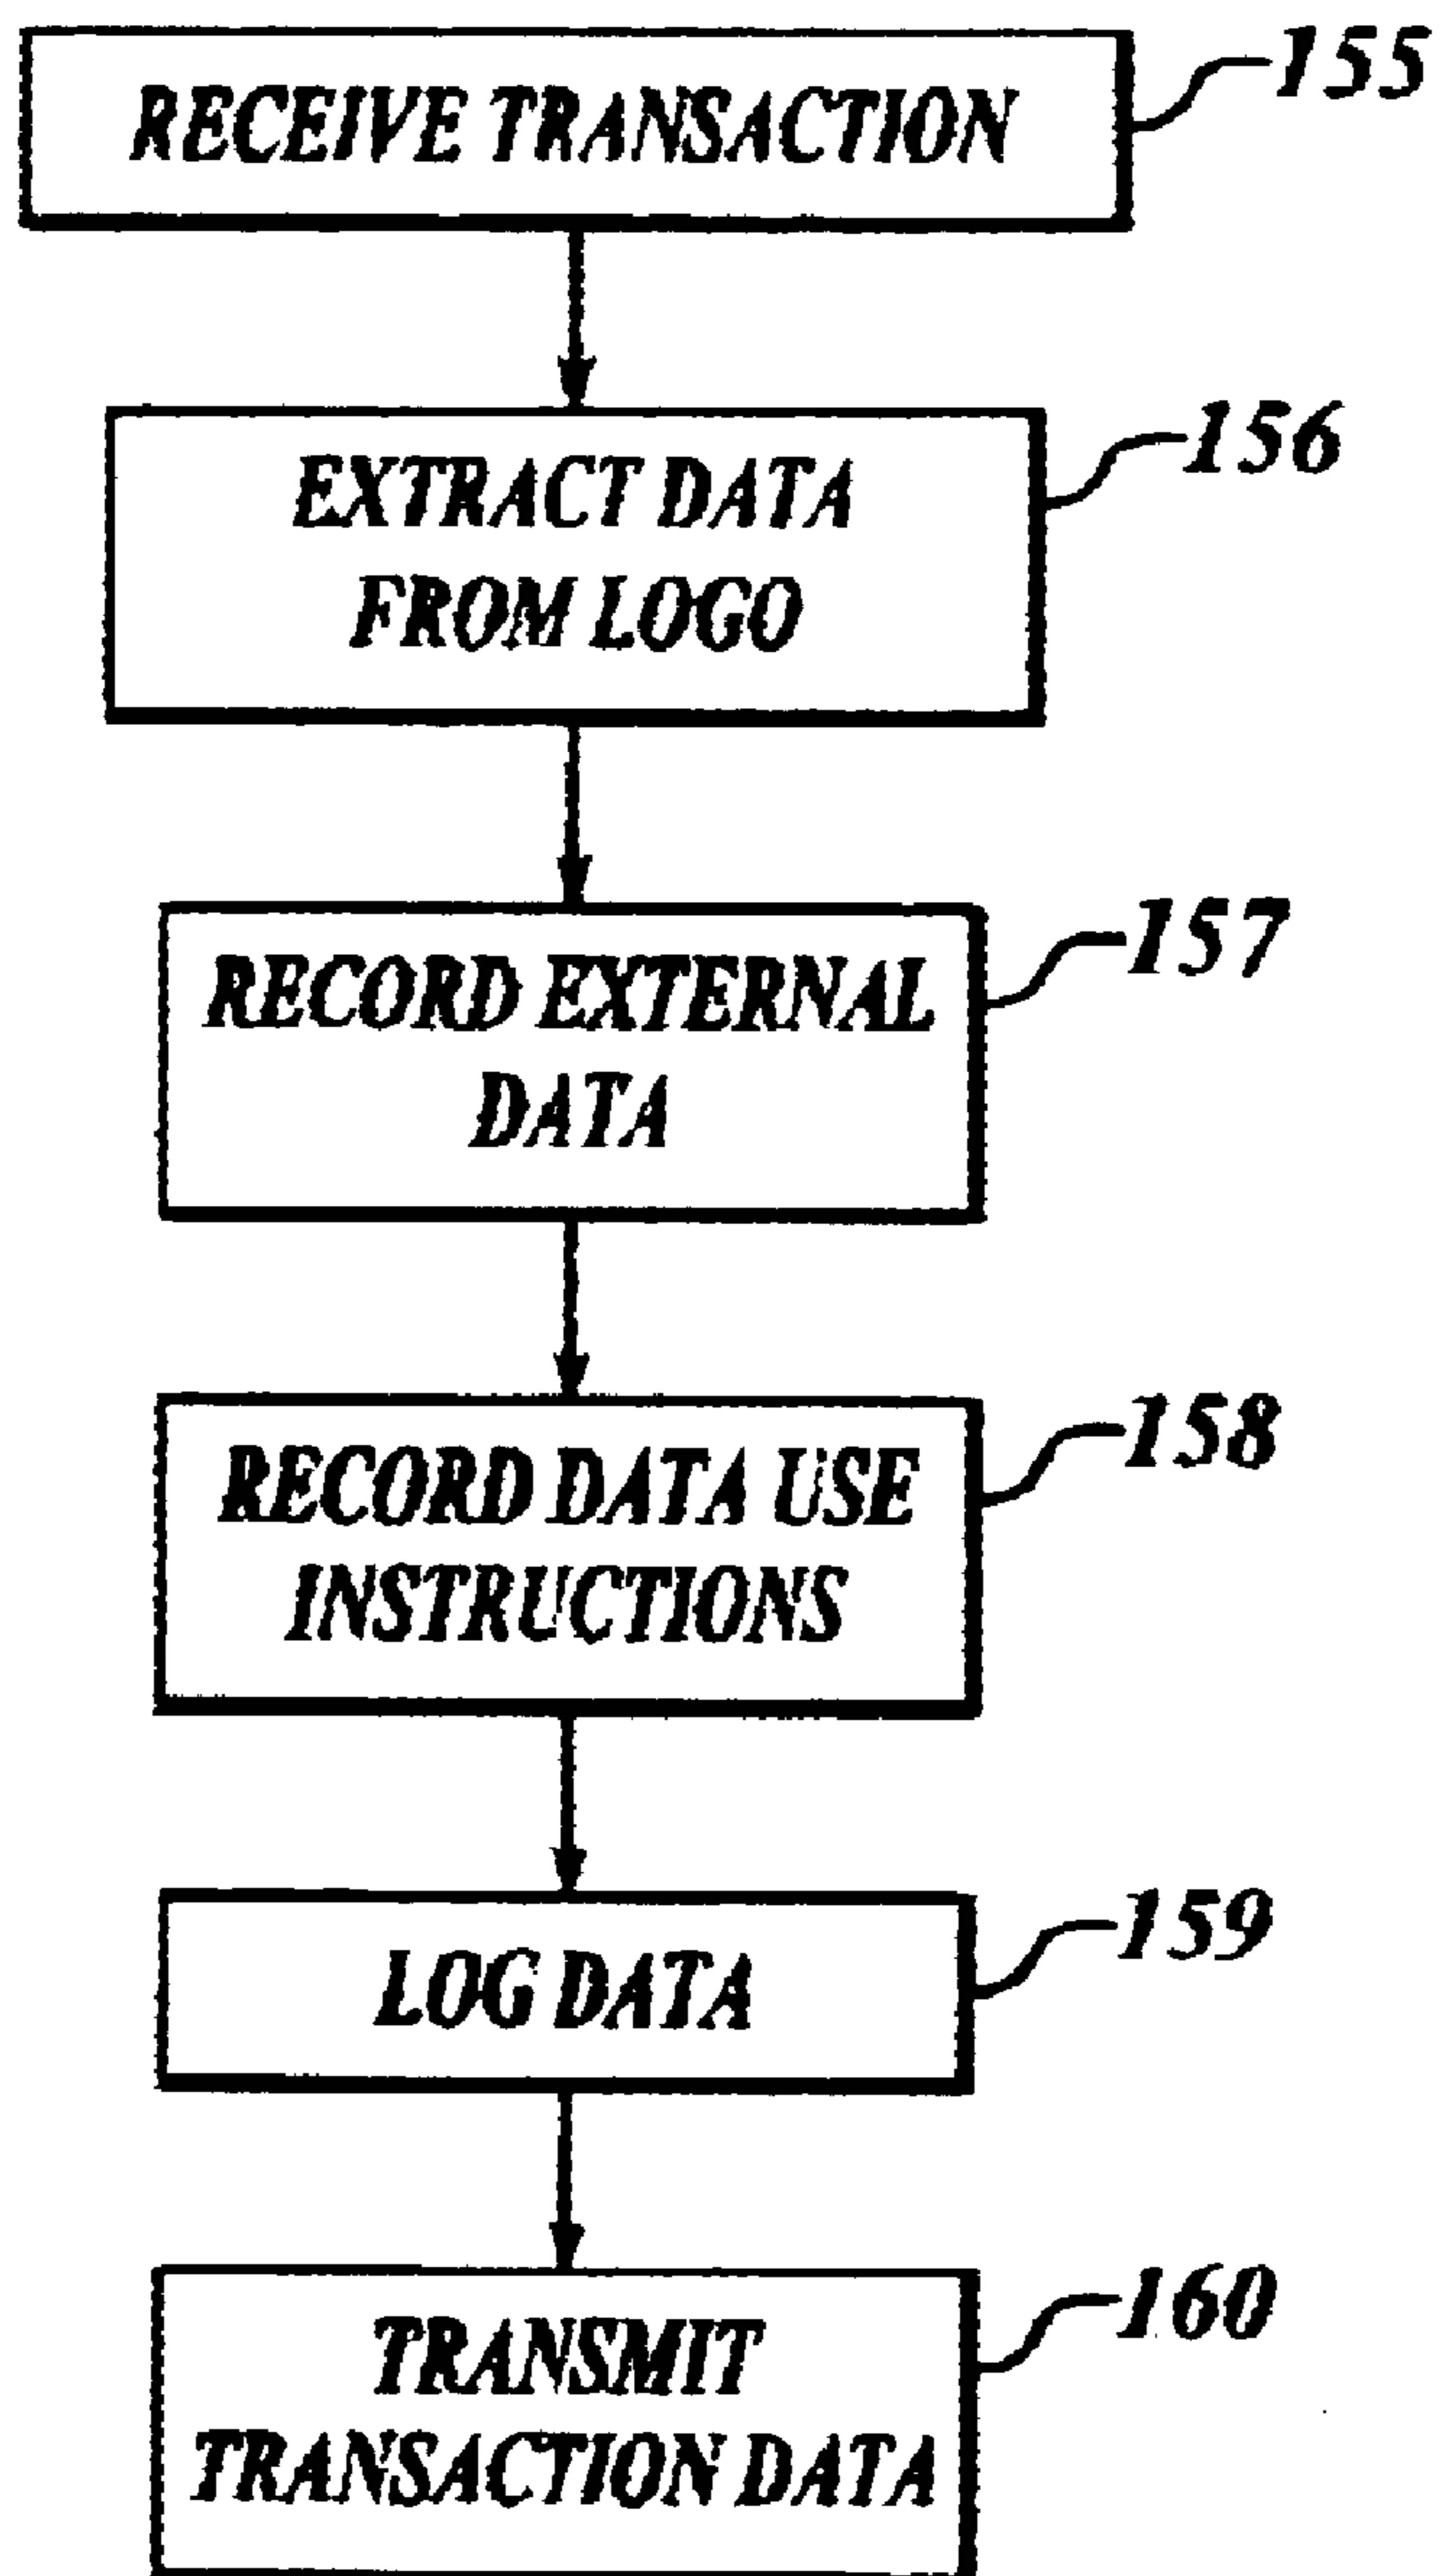 RECEIVE TRANSACTION
155
EXTRACT DATA
FROM LOGO
156
RECORD EXTERNAL
DATA
157
RECORD DATA USE
INSTRUCTIONS
158
LOG DATA
159
TRANSMIT
TRANSACTION DATA
160